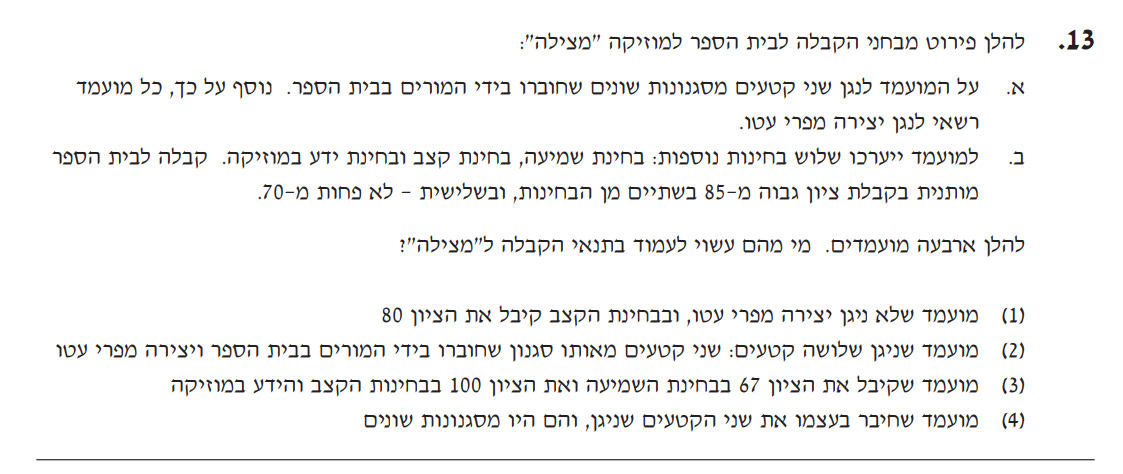 13. להלן פירוט מבחני הקבלה לבית הספר למוזיקה "מצילה":
א. על המועמד לנגן שני קטעים מסגנונות שונים שחוברו בידי המורים בבית הספר. נוסף על כך, כל מועמד
רשאי לנגן יצירה מפרי עטו.
ב. למועמד ייערכו שלוש בחינות נוספות: בחינת שמיעה, בחינת קצב ובחינת ידע במוזיקה. קבלה לבית הספר
מותנית בקבלת ציון גבוה מ-85 בשתיים מן הבחינות, ובשלישית - לא פחות מ-70.
להלן ארבעה מועמדים. מי מהם עשוי לעמוד בתנאי הקבלה ל"מצילה"?
(1) מועמד שלא ניגן יצירה מפרי עטו, ובבחינת הקצב קיבל את הציון 80
(2) מועמד שניגן שלושה קטעים: שני קטעים מאותו סגנון שחוברו בידי המורים בבית הספר ויצירה מפרי עטו
(3) מועמד שקיבל את הציון 67 בבחינת השמיעה ואת הציון 100 בבחינות הקצב והידע במוזיקה
(4) מועמד שחיבר בעצמו את שני הקטעים שניגן, והם היו מסגנונות שונים